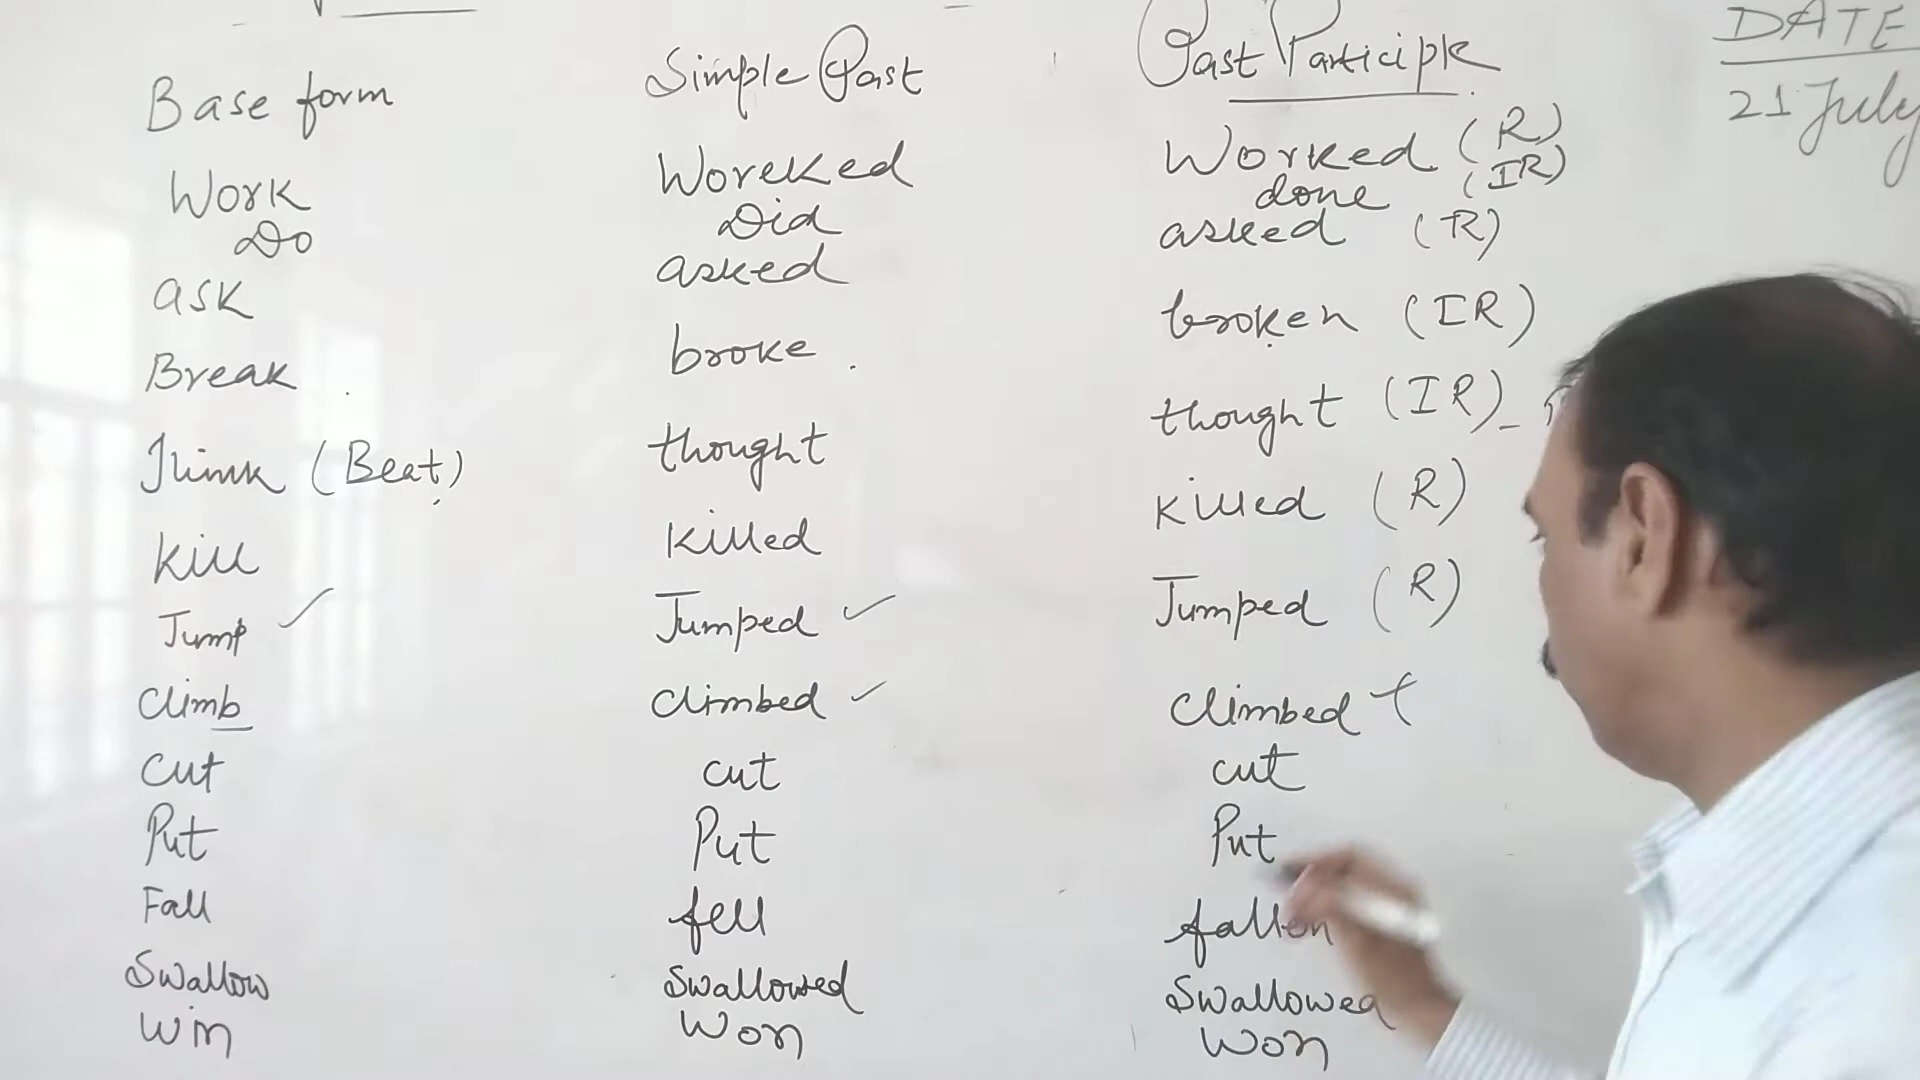 Base form Simple Past Past Participle DATE
21 July
Work Woreked Worked (R)
Do Did done (IR)
ask asked asked (R)
Break broke broken (IR)
Think (Beat) thought thought (IR)
Kill Killed Killed (R)
Jump Jumped Jumped (R)
Climb Climbed Climbed (
Cut cut cut
Put Put Put
Fall fell fallen
Swallow Swallowed Swallowed
Win Won Won